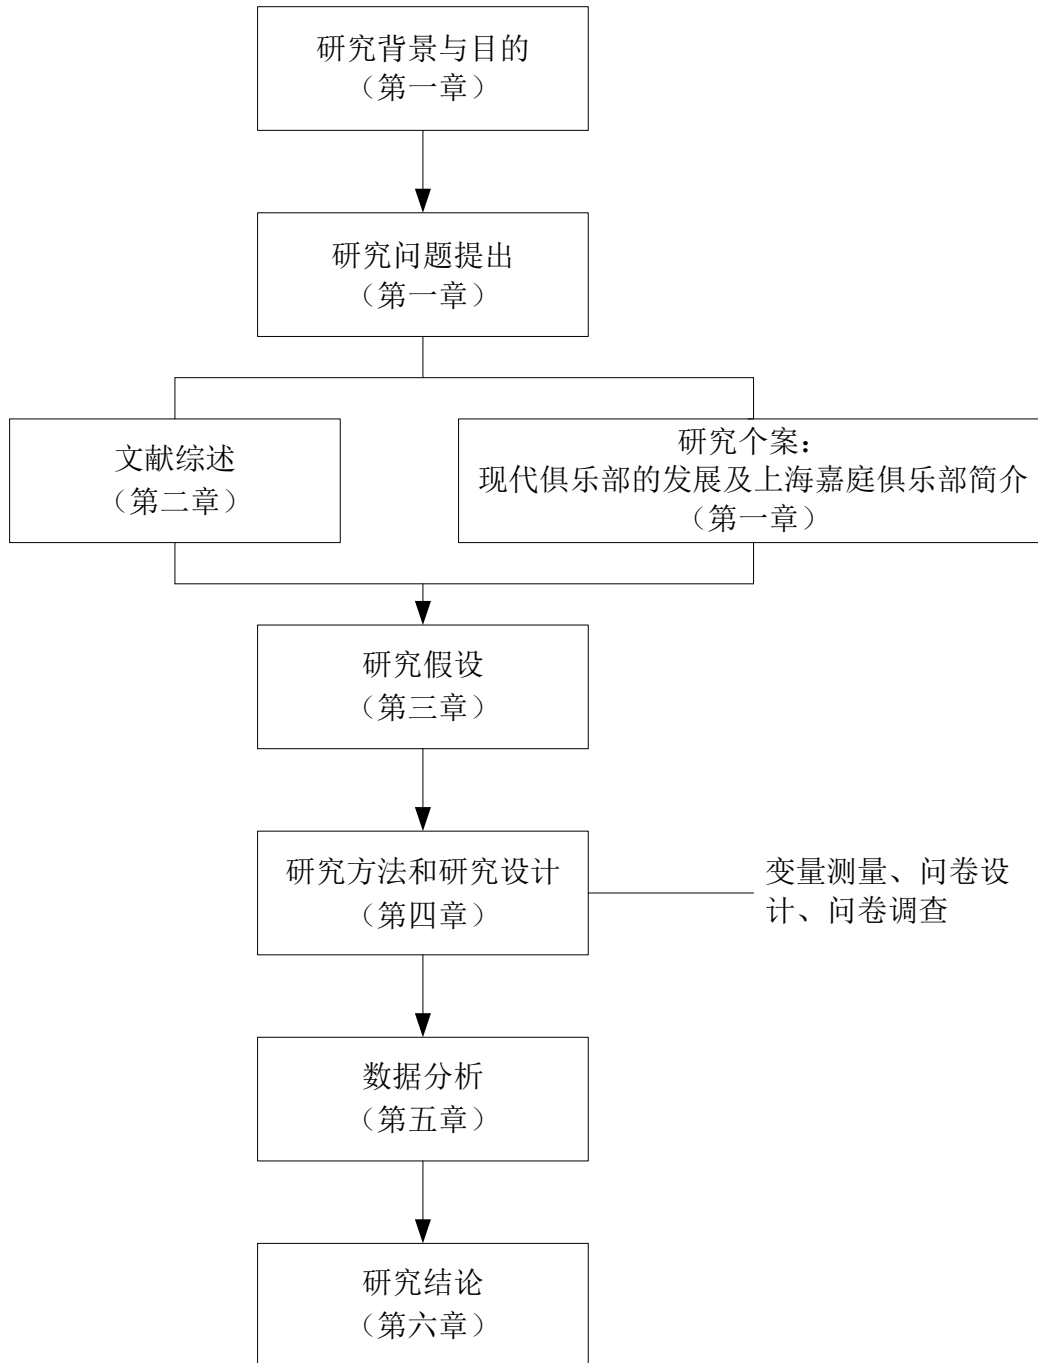 研究背景与目的
（第一章）
研究问题提出
（第一章）
文献综述
（第二章）
研究个案：
现代俱乐部的发展及上海嘉庭俱乐部简介
（第一章）
研究假设
（第三章）
研究方法和研究设计
（第四章）
变量测量、问卷设
计、问卷调查
数据分析
（第五章）
研究结论
（第六章）